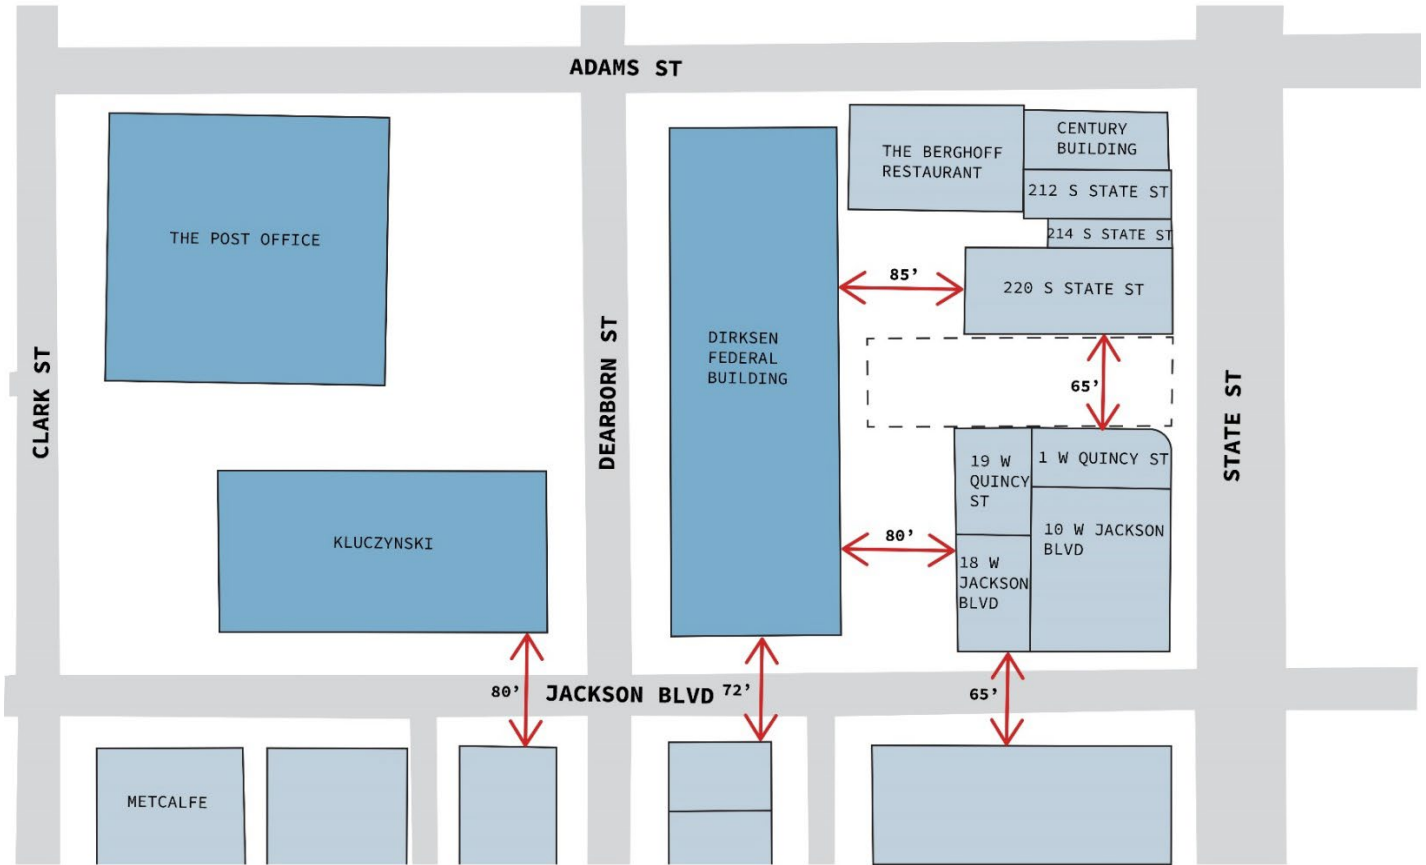 ADAMS ST
CENTURY
BUILDING
THE BERGHOFF
RESTAURANT
212 S STATE ST
THE POST OFFICE
214 S STATE ST
85’
220 S STATE ST
DIRKSEN
FEDERAL
BUILDING
CLARK ST
DEARBORN ST
65’
STATE ST
19 W
QUINCY
ST
1 W QUINCY ST
KLUCZYNSKI
80’
10 W JACKSON
BLVD
18 W
JACKSON
BLVD
80’
JACKSON BLVD
72’
65’
METCALFE